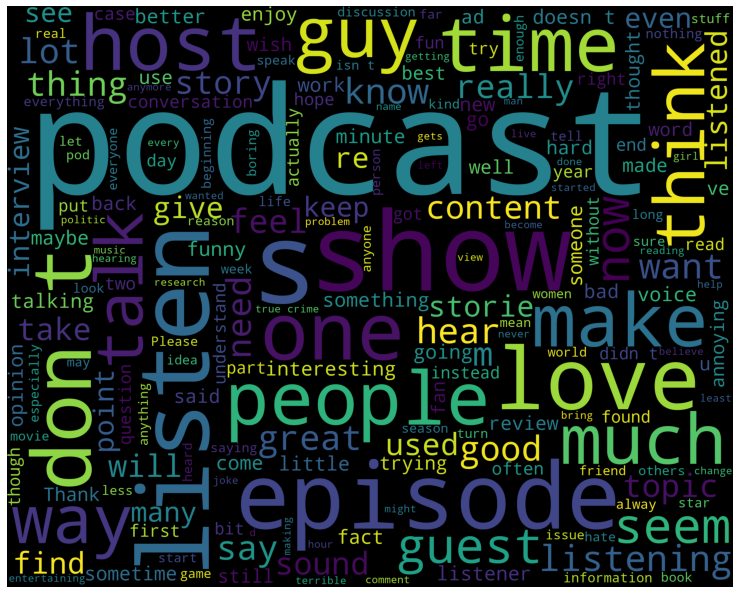 see
case
better
host
guy
enjoy
ad
doesn t
discussion
far
time
even
stuff
nothing
real
speak
enough
wish
fun
try
lot
thing
isn t
getting
best
thought
use
story
work
know
really
right
think
listened
anymore
conversation
hope
kind
man
new
go
everything
podcast
let
pod
every
day
everyone
beginning
boring
actually
minute
re
person
gets
name
live
tell
well
hard
done
left
girl
end
word
year
made
started
ve
interview
put
politic
back
give
reason
life
keep
feel
wanted
problem
got
content
become
someone
without
long
sure
read
reading
maybe
music
hearing
talk
listen
funny
week
anyone
view
show
now
want
talking
look
two
research
understand
need
s
something
storie
women
bad
voice
help
don t
take
true crime
one
hear
m
going
mean
never
make
annoying
opinion
especially
may
Please
idea
part
interesting
instead
world
didn t
believe
u
movie
point
question
anything
said
people
fan
love
review
found
bring
least
though
saying
heard
great
season
turn
used
good
much
Thank
less
will
come
little
trying
often
friend
others
change
way
many
joke
first
bit
a
making
might
episode
alway
topic
star
find
start
say
fact
guest
issue
hate
seem
sometime
game
still
sound
hour
listener
listening
entertaining
terrible
comment
information
book